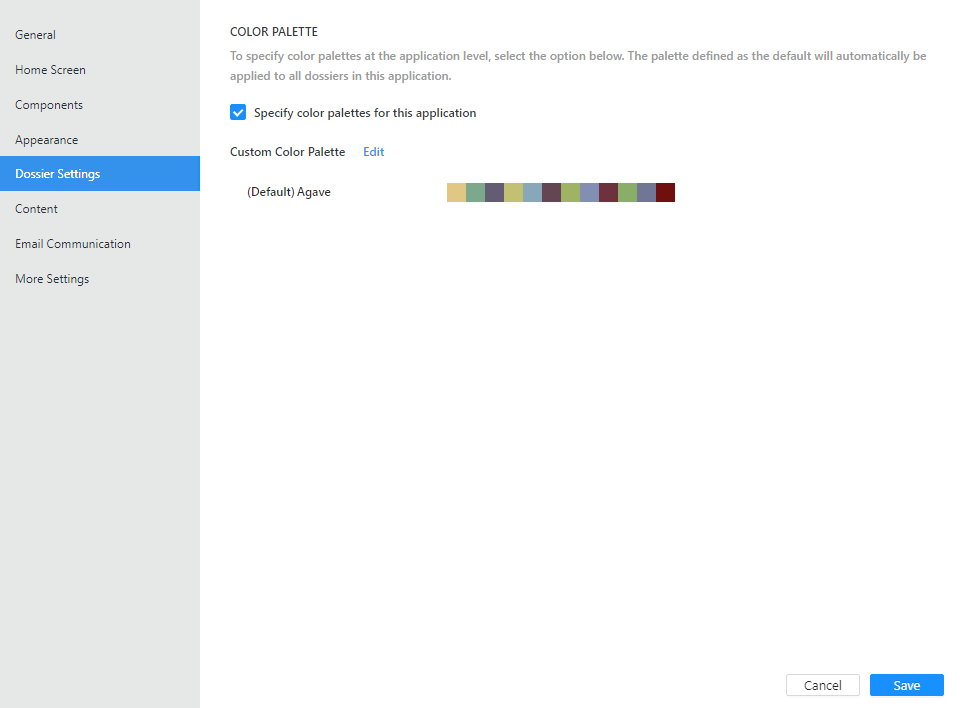 General
Home Screen
Components
Appearance
Dossier Settings
Content
Email Communication
More Settings
COLOR PALETTE
To specify color palettes at the application level, select the option below. The palette defined as the default will automatically be
applied to all dossiers in this application.
Specify color palettes for this application
Custom Color Palette Edit
(Default) Agave
Cancel Save